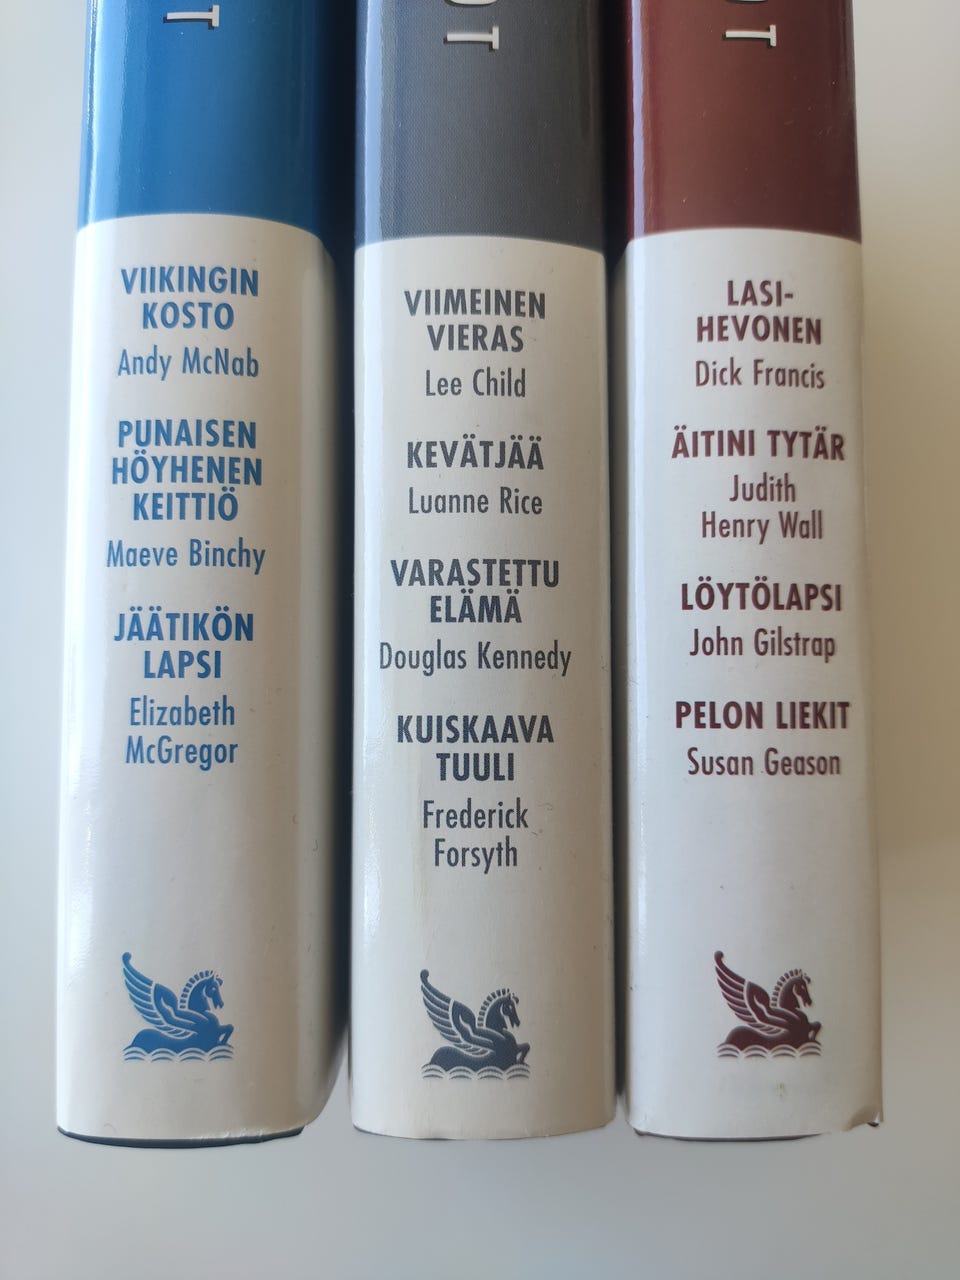 T
VIIKINGIN
KOSTO
Andy McNab
PUNAISEN
HÖYHENEN
KEITTIÖ
Maeve Binchy
JÄÄTIKÖN
LAPSI
Elizabeth
McGregor
OT
VIIMEINEN
VIERAS
Lee Child
KEVÄTJÄÄ
Luanne Rice
VARASTETTU
ELÄMÄ
Douglas Kennedy
KUISKAAVA
TUULI
Frederick
Forsyth
OT
LASI-
HEVONEN
Dick Francis
ÄITINI TYTÄR
Judith
Henry Wall
LÖYTÖLAPSI
John Gilstrap
PELON LIEKIT
Susan Geason